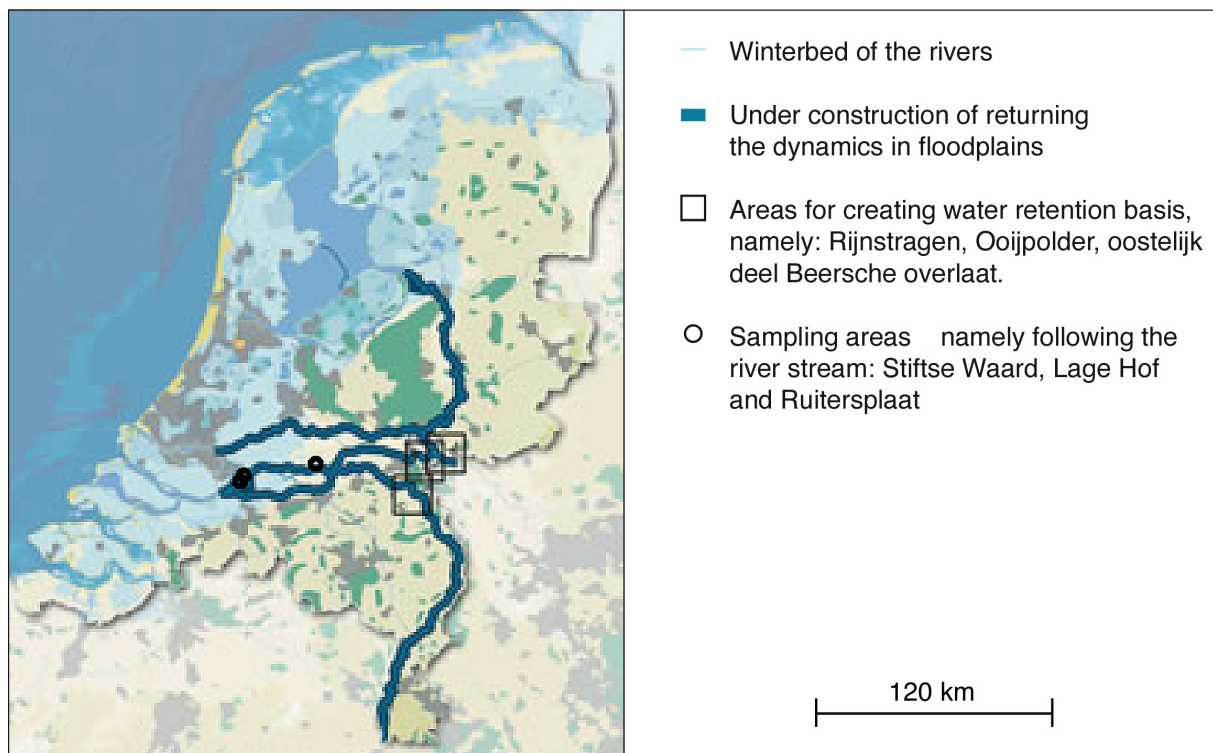 Winterbed of the rivers
Under construction of returning
the dynamics in floodplains
Areas for creating water retention basis,
namely: Rijnstragen, Ooijpolder, oostelijk
deel Beersche overlaat.
Sampling areas namely following the
river stream: Stiftse Waard, Lage Hof
and Ruitersplaat
120 km